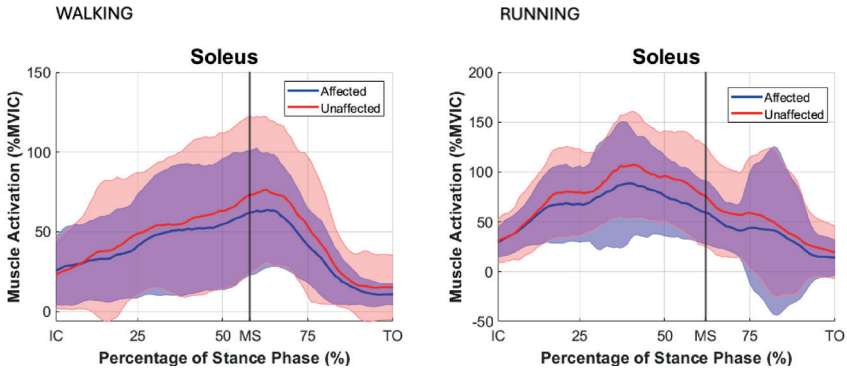 WALKING
Soleus
Muscle Activation (%MVIC)
150
100
50
0
Affected
Unaffected
IC 25 50 MS 75 TO
Percentage of Stance Phase (%)
RUNNING
Soleus
Muscle Activation (%MVIC)
200
150
100
50
0
-50
Affected
Unaffected
IC 25 50 MS 75 TO
Percentage of Stance Phase (%)